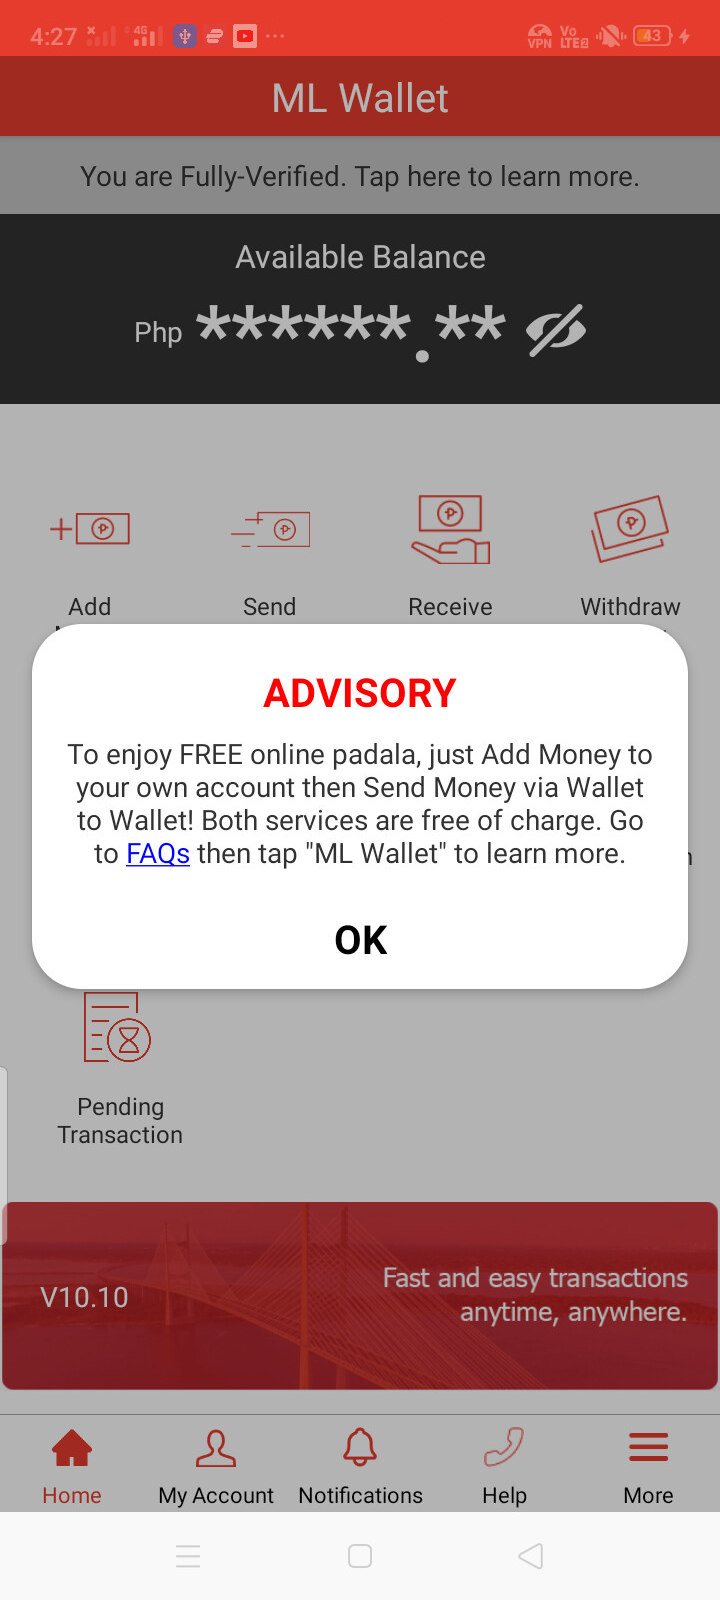 4:27 4G VPN Vo LTE2 43
ML Wallet
You are Fully-Verified. Tap here to learn more.
Available Balance
Php ******.**
Add Send Receive Withdraw
ADVISORY
To enjoy FREE online padala, just Add Money to
your own account then Send Money via Wallet
to Wallet! Both services are free of charge. Go
to FAQs then tap "ML Wallet" to learn more.
OK
Pending
Transaction
V10.10
Fast and easy transactions
anytime, anywhere.
Home My Account Notifications Help More